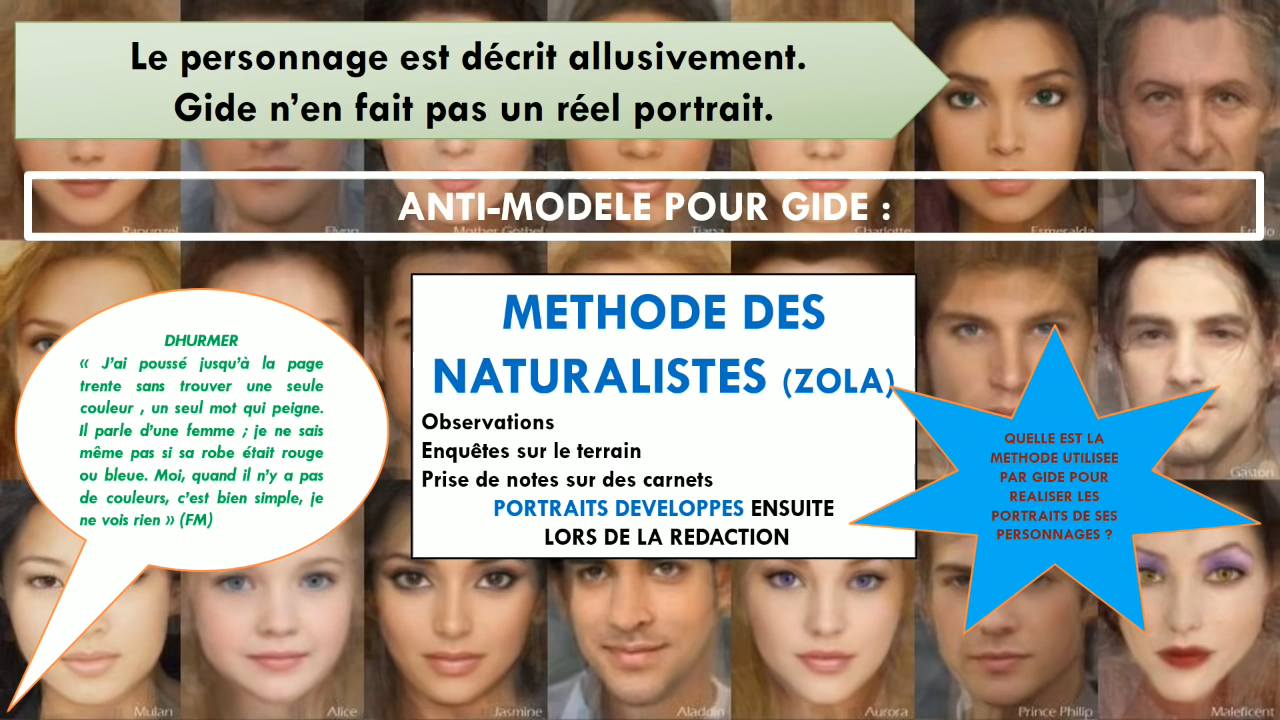 Le personnage est décrit allusivement.
Gide n'en fait pas un réel portrait.
ANTI-MODELE POUR GIDE :
Rapunzel
Flynn
Mother Gothel
Tiana
Charlotte
Esmeralda
DHURMER
« J'ai poussé jusqu'à la page
trente sans trouver une seule
couleur , un seul mot qui peigne.
Il parle d'une femme ; je ne sais
même pas si sa robe était rouge
ou bleue. Moi, quand il n'y a pas
de couleurs, c'est bien simple, je
ne vois rien » (FM)
METHODE DES
NATURALISTES (ZOLA)
Observations
Enquêtes sur le terrain
Prise de notes sur des carnets
PORTRAITS DEVELOPPES ENSUITE
LORS DE LA REDACTION
QUELLE EST LA
METHODE UTILISEE
PAR GIDE POUR
REALISER LES
PORTRAITS DE SES
PERSONNAGES ?
Gaston
Mulan
Alice
Jasmine
Aladdin
Aurora
Prince Philip
Maleficent